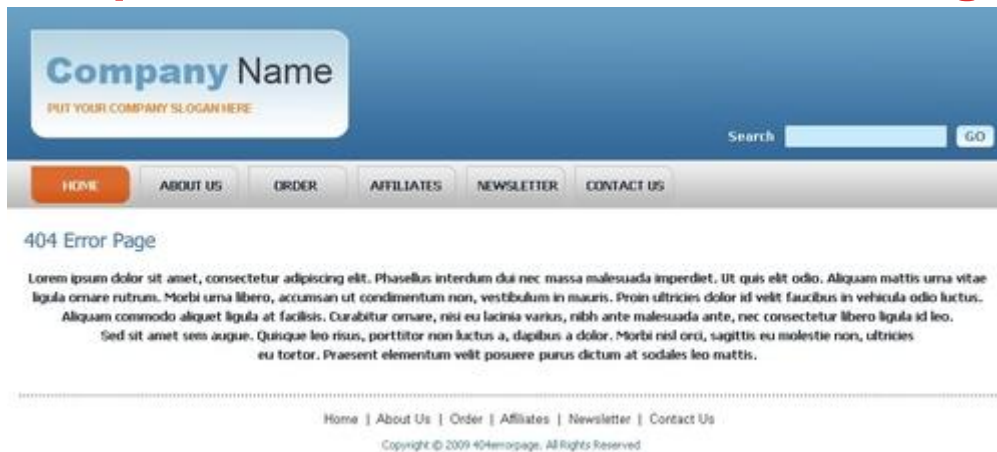 Company Name
PUT YOUR COMPANY SLOGAN HERE
Search
GO
HOME
ABOUT US
ORDER
AFFILIATES
NEWSLETTER
CONTACT US
404 Error Page
Lorem ipsum dolor sit amet, consectetur adipiscing elit. Phasellus interdum dui nec massa malesuada imperdiet. Ut quis elit odio. Aliquam mattis urna vitae
ligula ornare rutrum. Morbi urna libero, accumsan ut condimentum non, vestibulum in mauris. Proin ultricies dolor id velit faucibus in vehicula odio luctus.
Aliquam commodo aliquet ligula at facilisis. Curabitur ornare, nisi eu lacinia varius, nibh ante malesuada ante, nec consectetur libero ligula id leo.
Sed sit amet sem augue. Quisque leo risus, porttitor non luctus a, dapibus a dolor. Morbi nisl orci, sagittis eu molestie non, ultricies
eu tortor. Praesent elementum velit posuere purus dictum at sodales leo mattis.
Home | About Us | Order | Affiliates | Newsletter | Contact Us
Copyright © 2009 404errorpage. All Rights Reserved